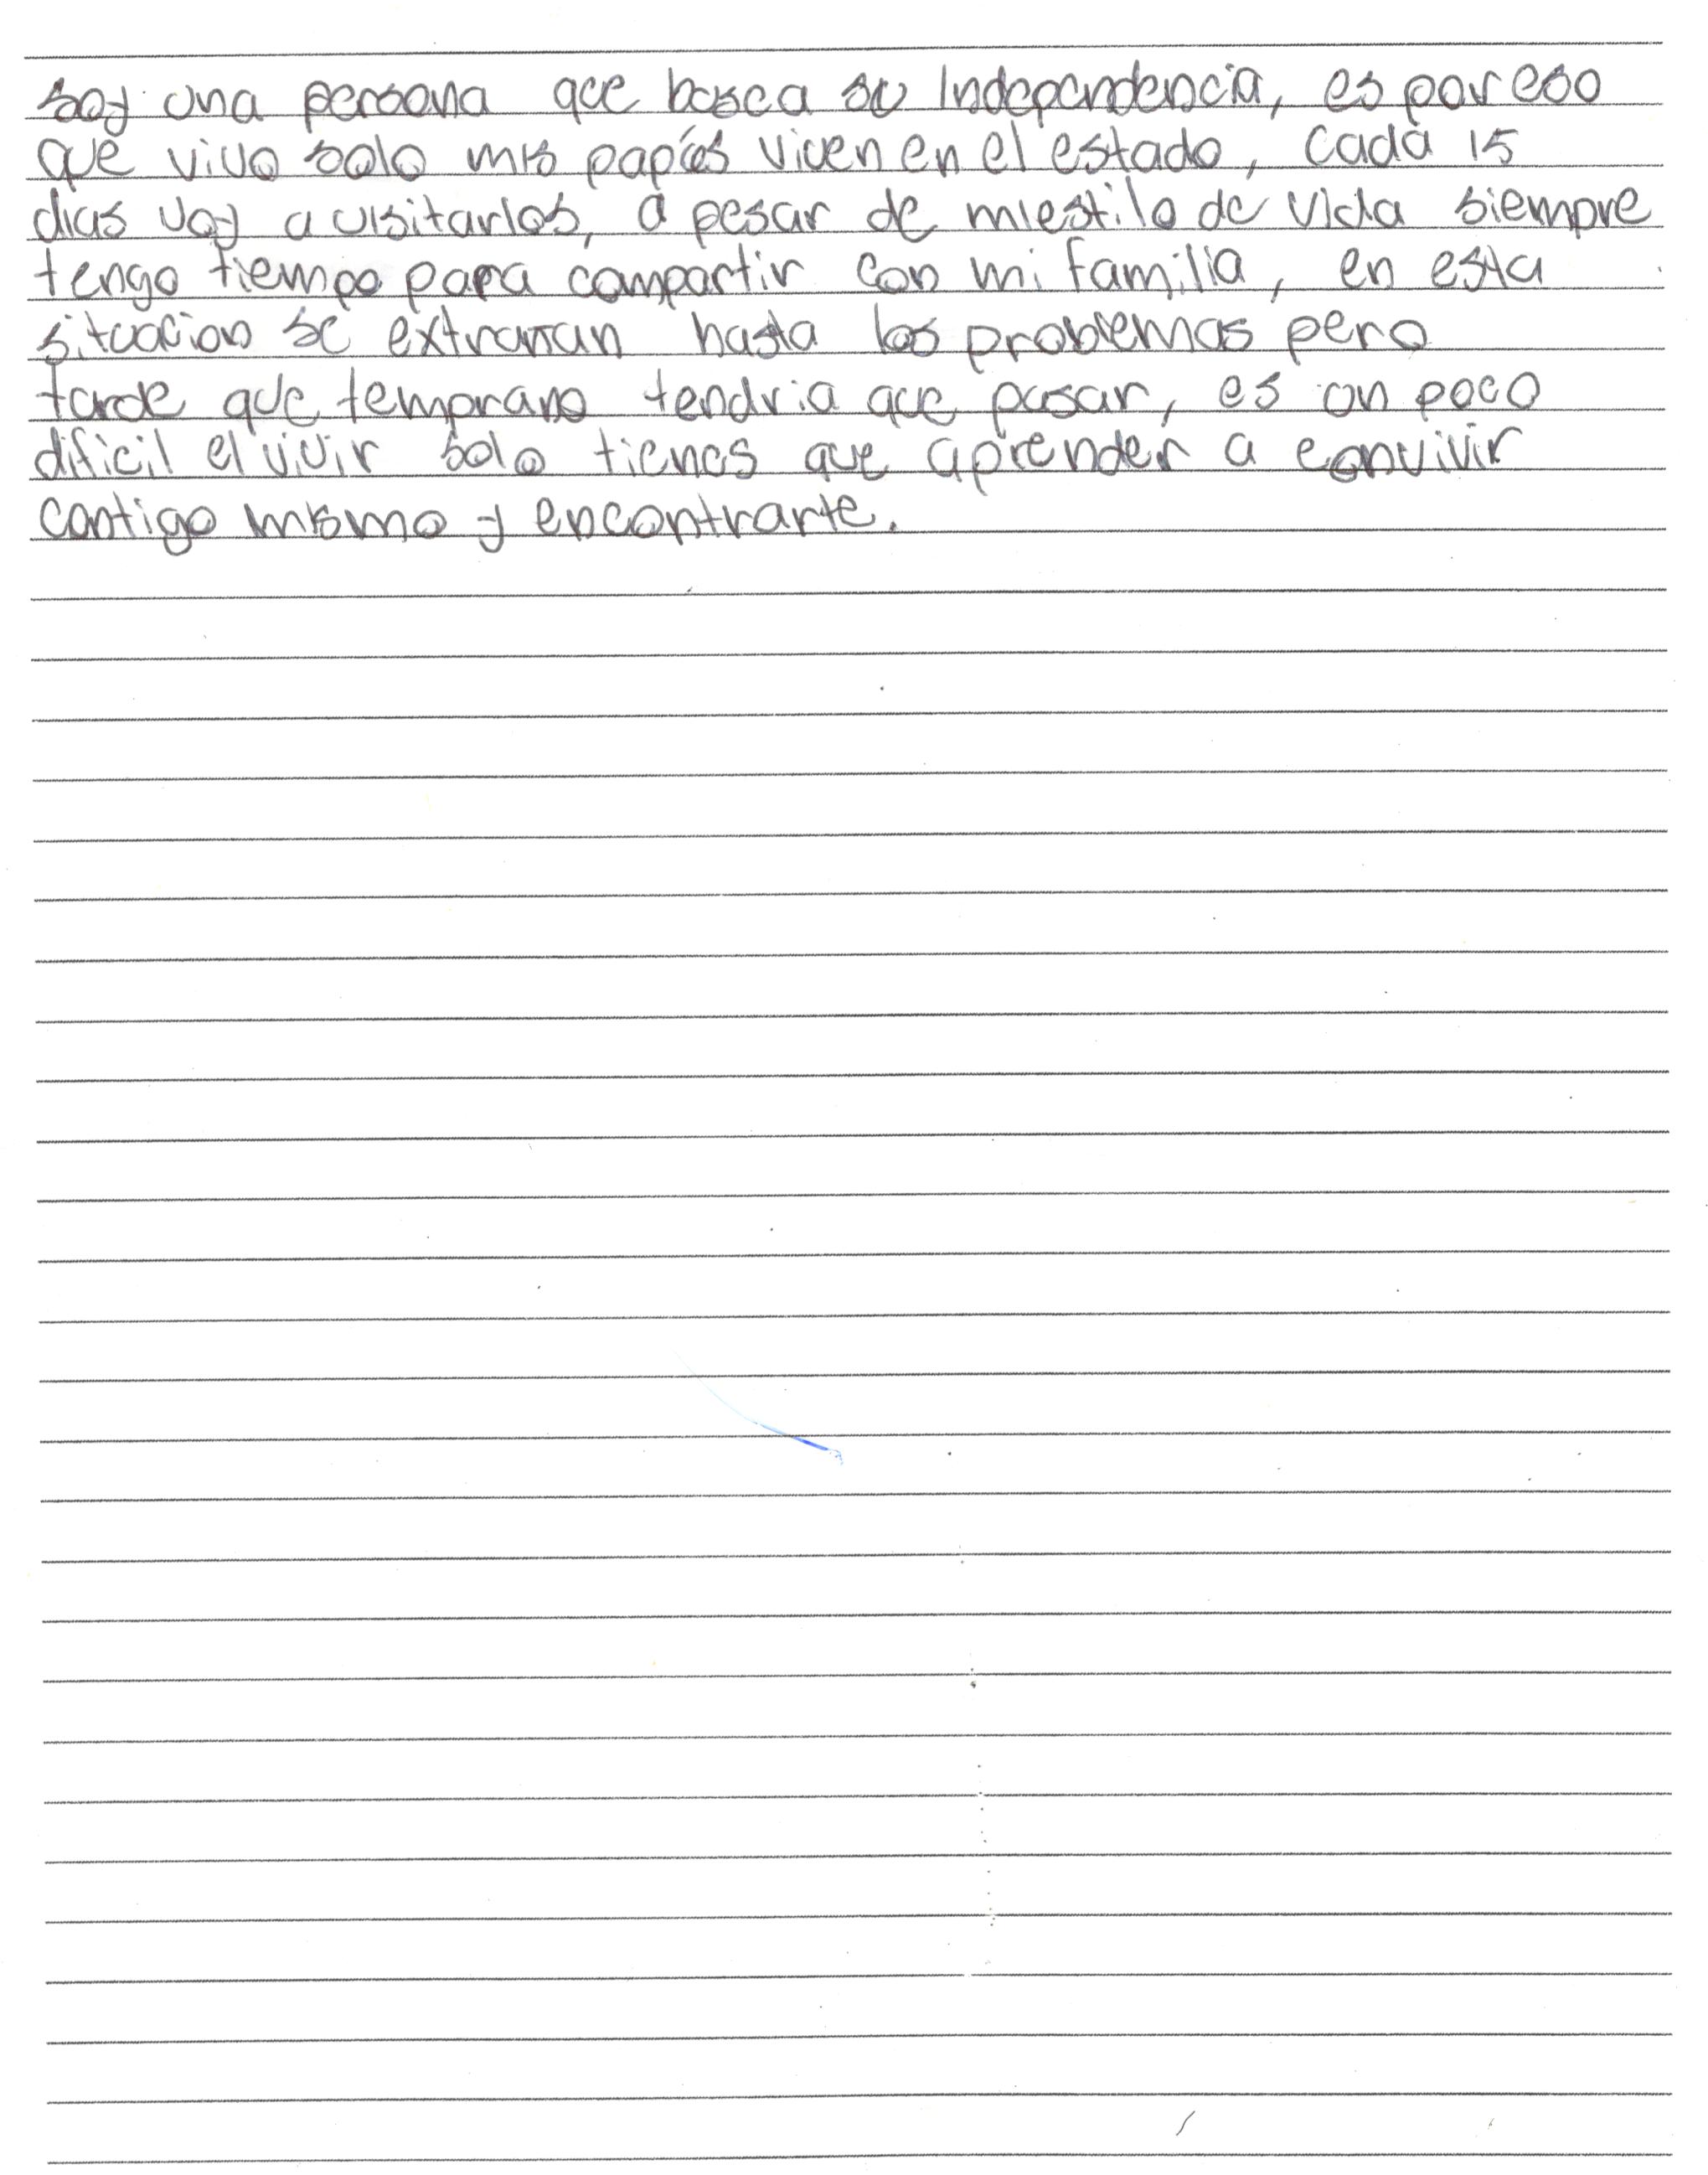 soy una persona que busca su Independencia, es por eso
que vivo solo mis papás viven en el estado, cada 15
dias voy a visitarlos, a pesar de mi estilo de vida siempre
tengo tiempo para compartir con mi familia, en esta
situacion se extrañan hasta los problemas pero
tarde que temprano tendria que pasar, es un poco
dificil el vivir solo tienes que aprender a convivir
contigo mismo y encontrarte.